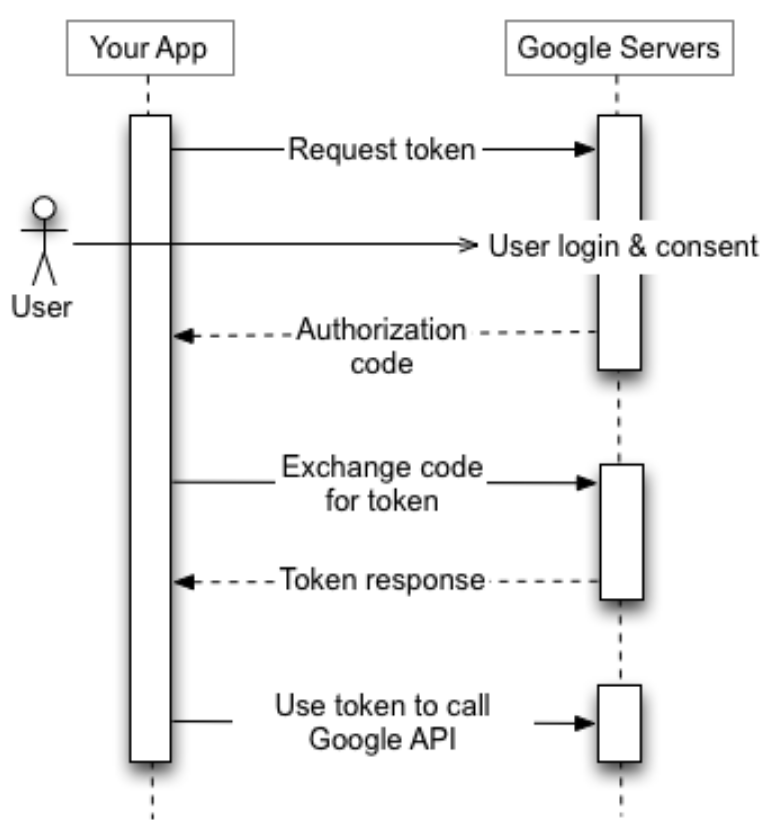 Your App
Google Servers
Request token
User login & consent
User
Authorization
code
Exchange code
for token
Token response
Use token to call
Google API